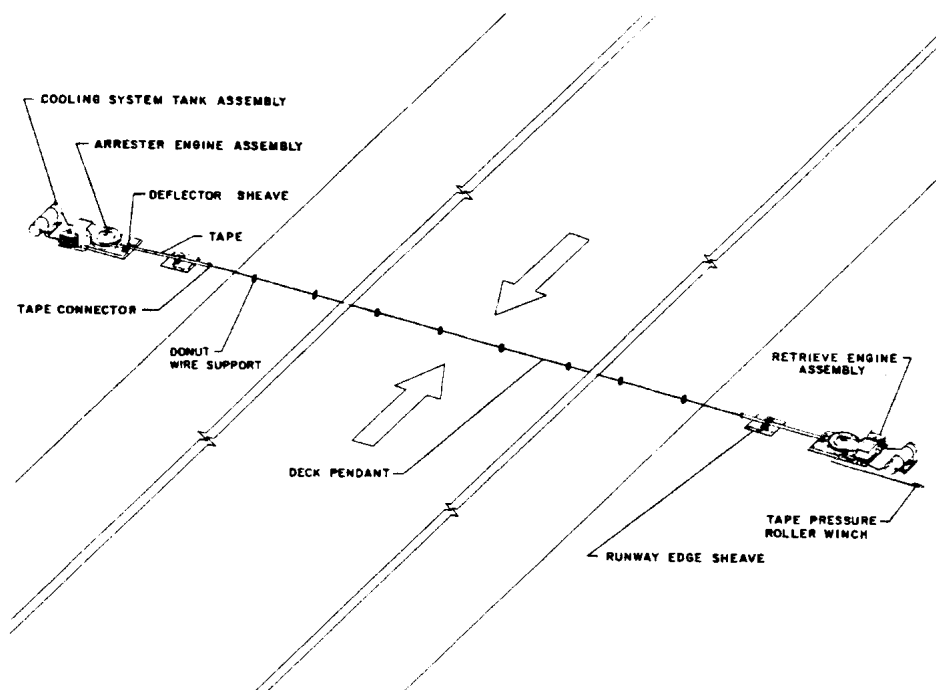 COOLING SYSTEM TANK ASSEMBLY
ARRESTER ENGINE ASSEMBLY
DEFLECTOR SHEAVE
TAPE
TAPE CONNECTOR
DONUT
WIRE SUPPORT
RETRIEVE ENGINE
ASSEMBLY
DECK PENDANT
TAPE PRESSURE
ROLLER WINCH
RUNWAY EDGE SHEAVE